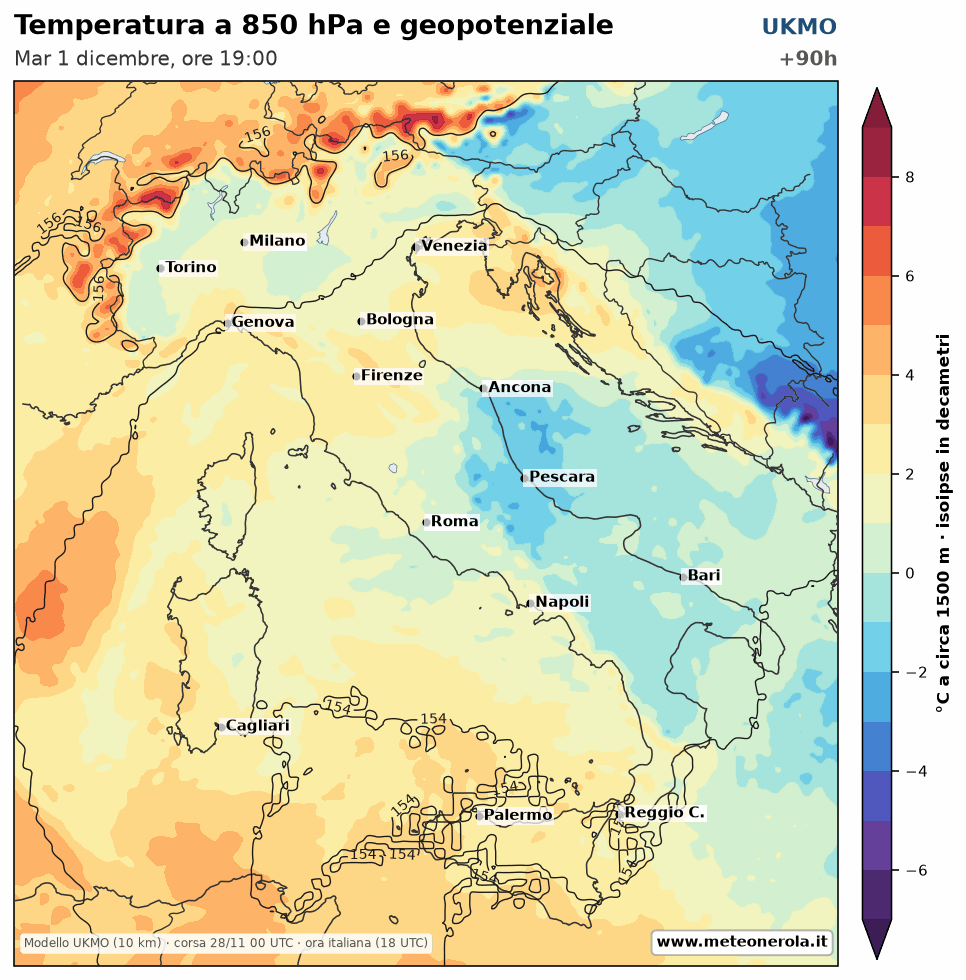 Temperatura a 850 hPa e geopotenziale
UKMO
Mar 1 dicembre, ore 19:00
+90h
156
156
156
156
156
Milano
Venezia
Torino
Genova
Bologna
Firenze
Ancona
Pescara
Roma
Bari
Napoli
Cagliari
154
154
154
154
Palermo
Reggio C.
154
154
154
154
8
6
4
2
0
−2
−4
−6
°C a circa 1500 m · isoipse in decametri
Modello UKMO (10 km) · corsa 28/11 00 UTC · ora italiana (18 UTC)
www.meteonerola.it